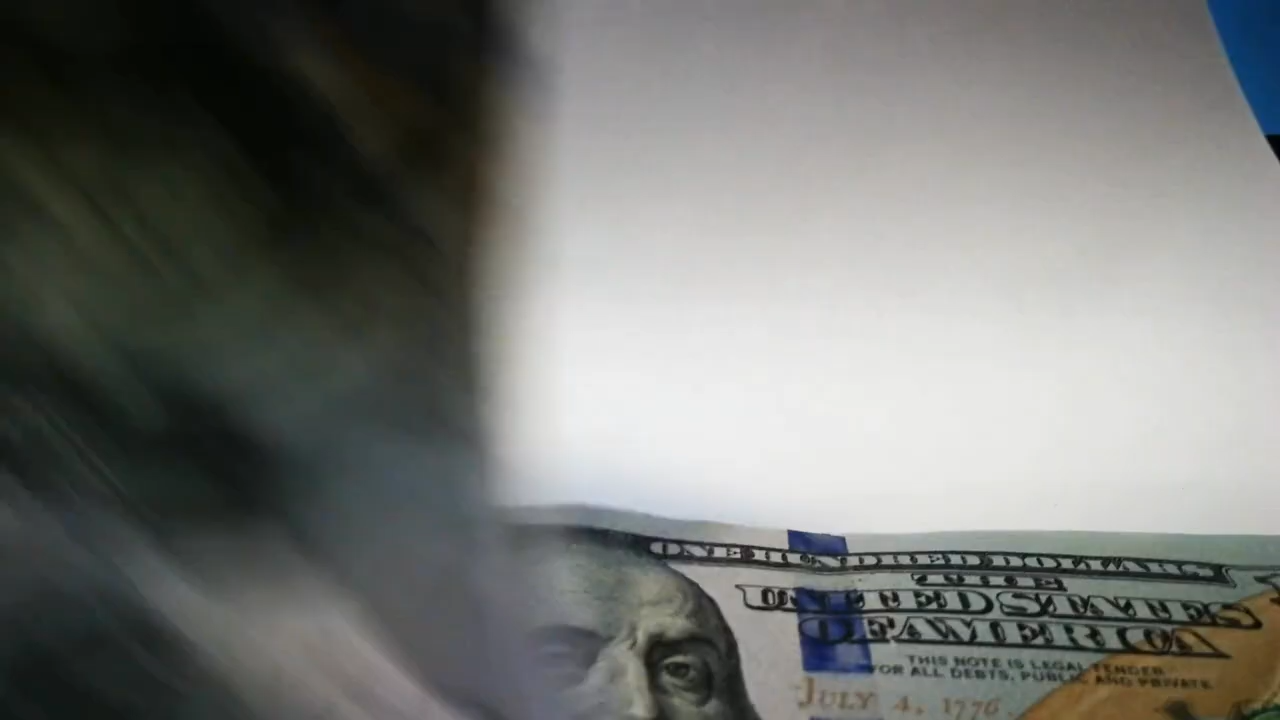 ONE HUNDRED DOLLARS
THE
UNITED STATES
OF AMERICA
THIS NOTE IS LEGAL TENDER
FOR ALL DEBTS, PUBLIC AND PRIVATE
JULY 4, 1776